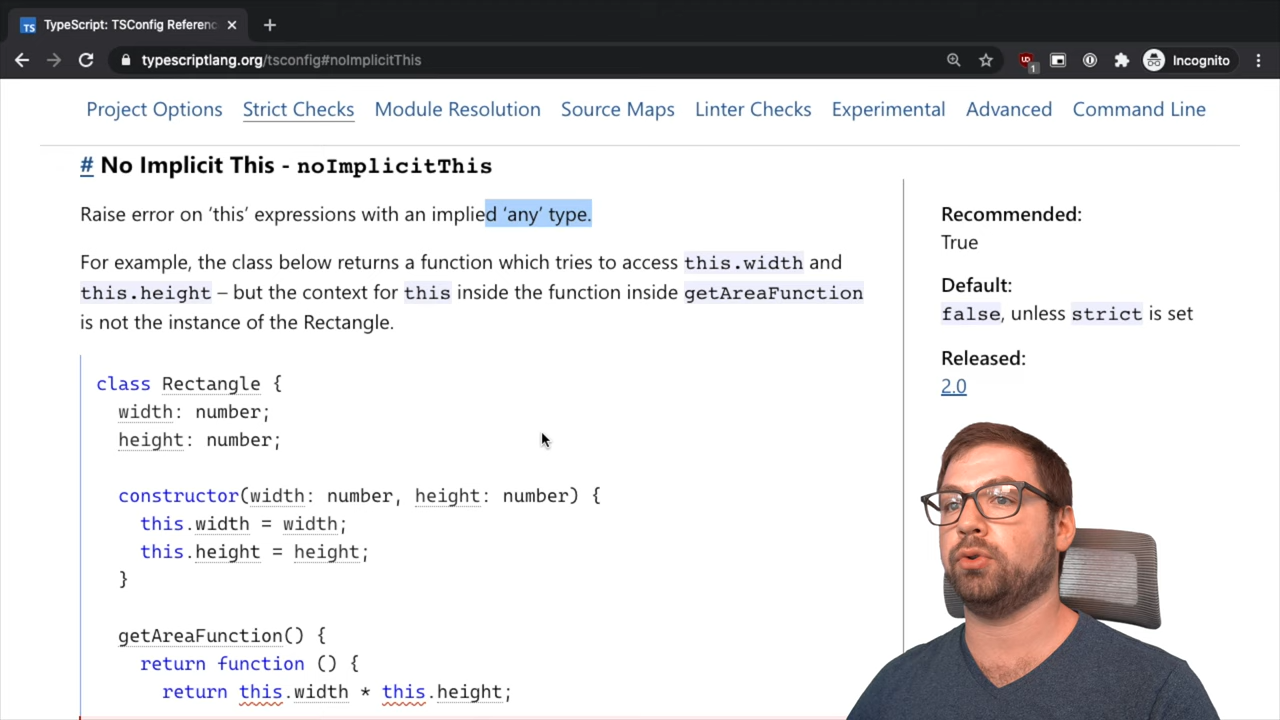 TypeScript: TSConfig Referenc
typescriptlang.org/tsconfig#noImplicitThis
1
Incognito
Project Options Strict Checks Module Resolution Source Maps Linter Checks Experimental Advanced Command Line
# No Implicit This - noImplicitThis
Raise error on ‘this’ expressions with an implied ‘any’ type.
For example, the class below returns a function which tries to access this.width and
this.height – but the context for this inside the function inside getAreaFunction
is not the instance of the Rectangle.
class Rectangle {
width: number;
height: number;
constructor(width: number, height: number) {
this.width = width;
this.height = height;
}
getAreaFunction() {
return function () {
return this.width * this.height;
Recommended:
True
Default:
false, unless strict is set
Released:
2.0